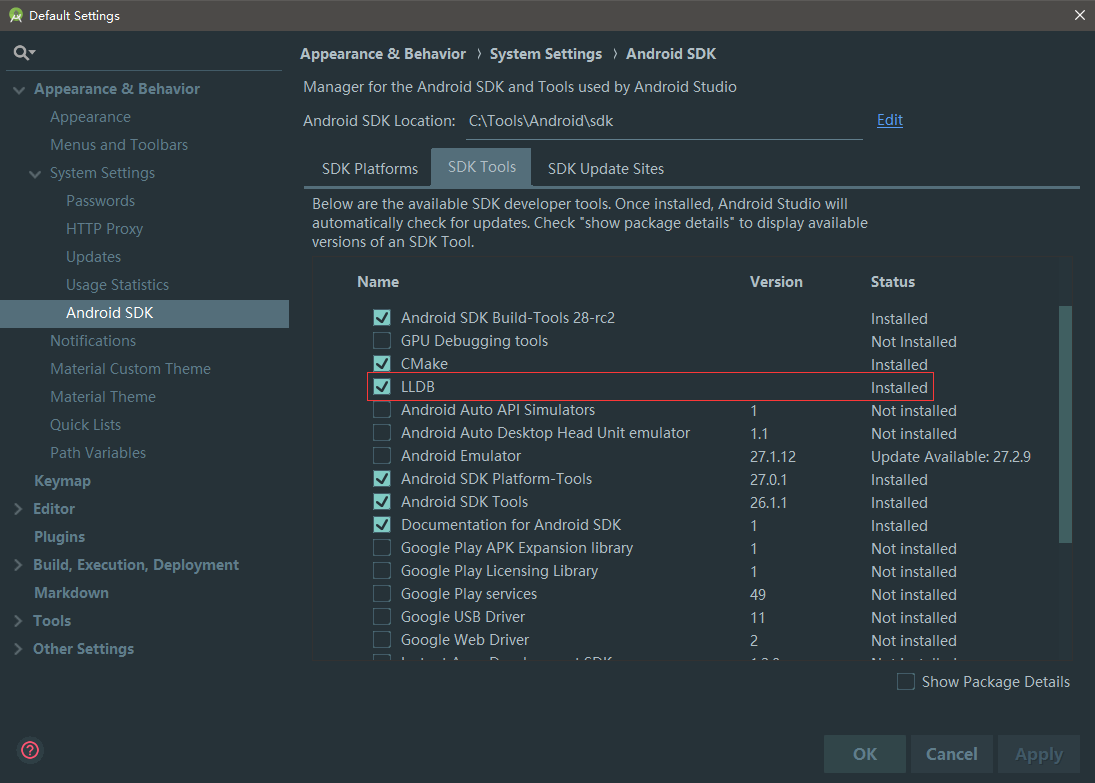 Default Settings
Appearance & Behavior
Appearance
Menus and Toolbars
System Settings
Passwords
HTTP Proxy
Updates
Usage Statistics
Android SDK
Notifications
Material Custom Theme
Material Theme
Quick Lists
Path Variables
Keymap
Editor
Plugins
Build, Execution, Deployment
Markdown
Tools
Other Settings
Appearance & Behavior › System Settings › Android SDK
Manager for the Android SDK and Tools used by Android Studio
Android SDK Location: C:\Tools\Android\sdk Edit
SDK Platforms SDK Tools SDK Update Sites
Below are the available SDK developer tools. Once installed, Android Studio will
automatically check for updates. Check "show package details" to display available
versions of an SDK Tool.
Name Version Status
Android SDK Build-Tools 28-rc2 Installed
GPU Debugging tools Not Installed
CMake Installed
LLDB Installed
Android Auto API Simulators 1 Not installed
Android Auto Desktop Head Unit emulator 1.1 Not installed
Android Emulator 27.1.12 Update Available: 27.2.9
Android SDK Platform-Tools 27.0.1 Installed
Android SDK Tools 26.1.1 Installed
Documentation for Android SDK 1 Installed
Google Play APK Expansion library 1 Not installed
Google Play Licensing Library 1 Not installed
Google Play services 49 Not installed
Google USB Driver 11 Not installed
Google Web Driver 2 Not installed
Show Package Details
OK Cancel Apply